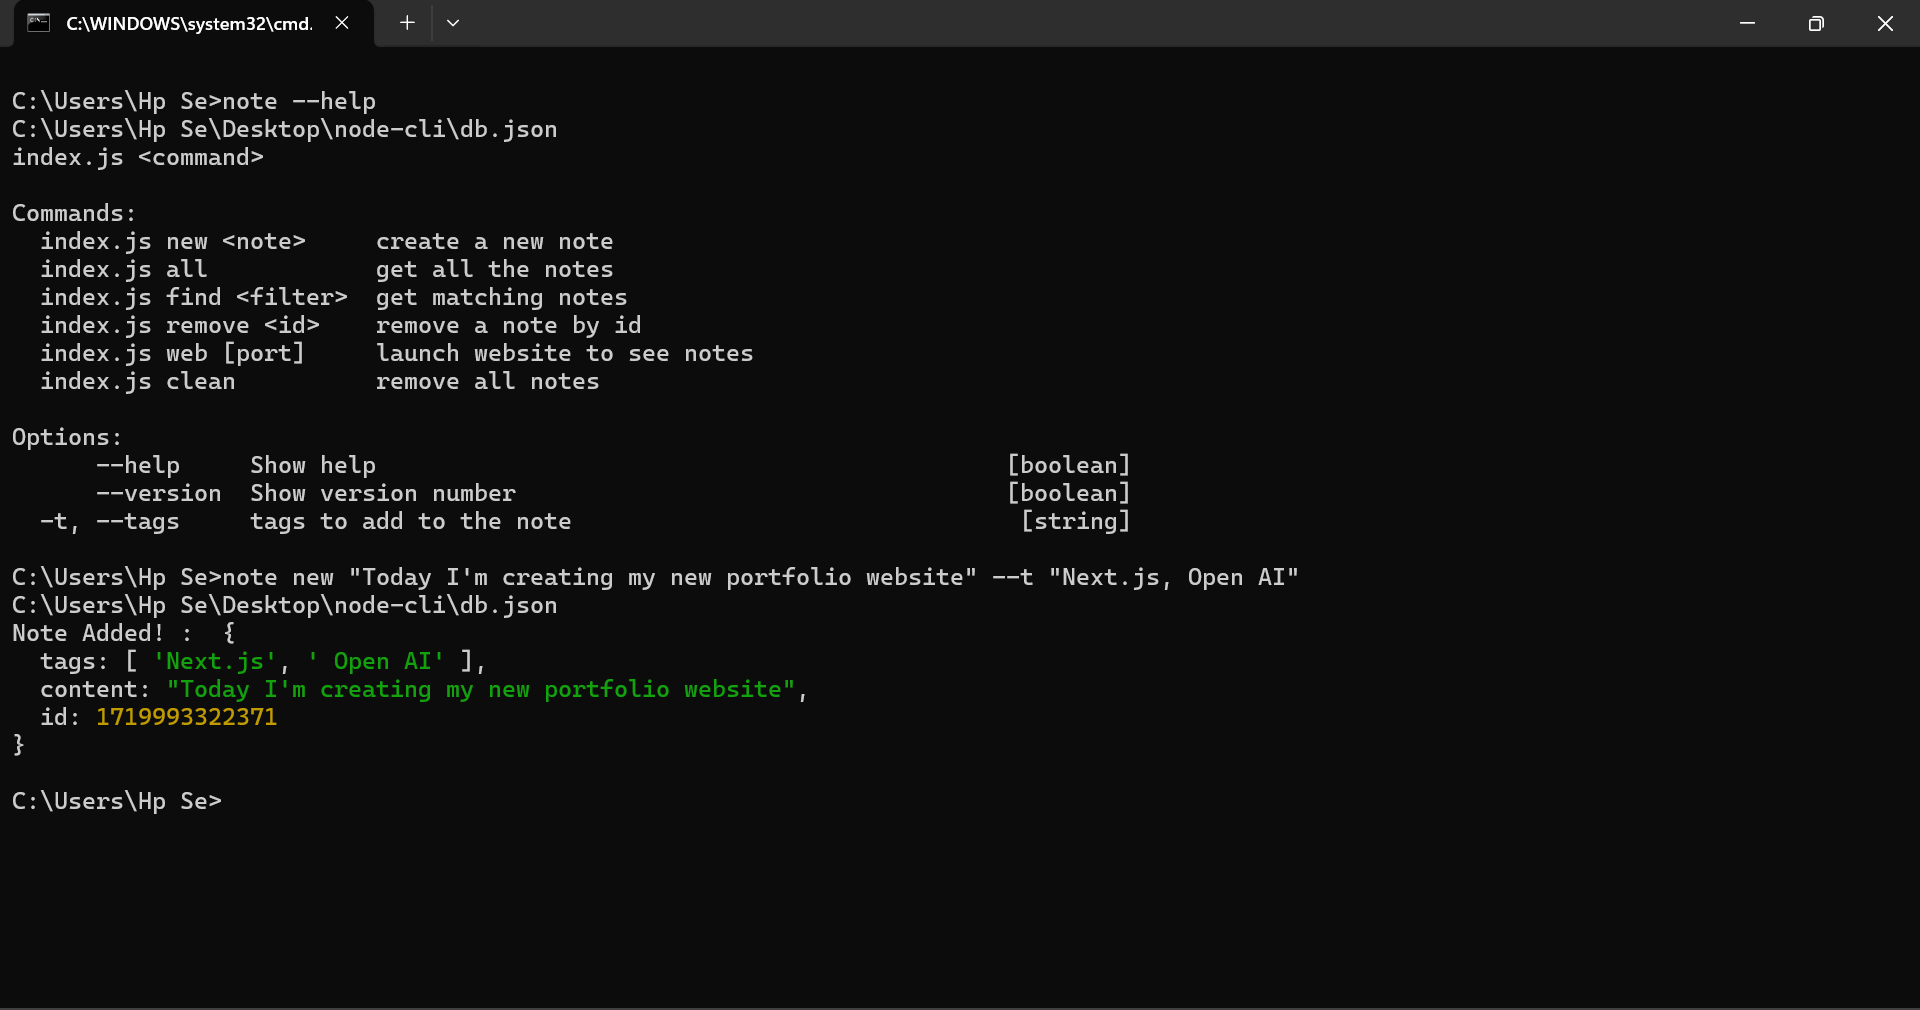 C:\WINDOWS\system32\cmd.
C:\Users\Hp Se>note --help
C:\Users\Hp Se\Desktop\node-cli\db.json
index.js <command>
Commands:
index.js new <note>     create a new note
index.js all            get all the notes
index.js find <filter>  get matching notes
index.js remove <id>    remove a note by id
index.js web [port]     launch website to see notes
index.js clean          remove all notes
Options:
--help     Show help                                             [boolean]
--version  Show version number                                   [boolean]
-t, --tags     tags to add to the note                                [string]
C:\Users\Hp Se>note new "Today I'm creating my new portfolio website" --t "Next.js, Open AI"
C:\Users\Hp Se\Desktop\node-cli\db.json
Note Added! :  {
tags: [ 'Next.js', ' Open AI' ],
content: "Today I'm creating my new portfolio website",
id: 1719993322371
}
C:\Users\Hp Se>